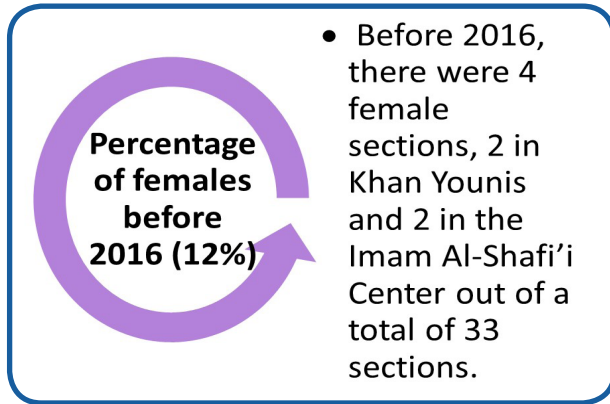 Percentage
of females
before
2016 (12%)
• Before 2016,
there were 4
female
sections, 2 in
Khan Younis
and 2 in the
Imam Al-Shafi’i
Center out of a
total of 33
sections.